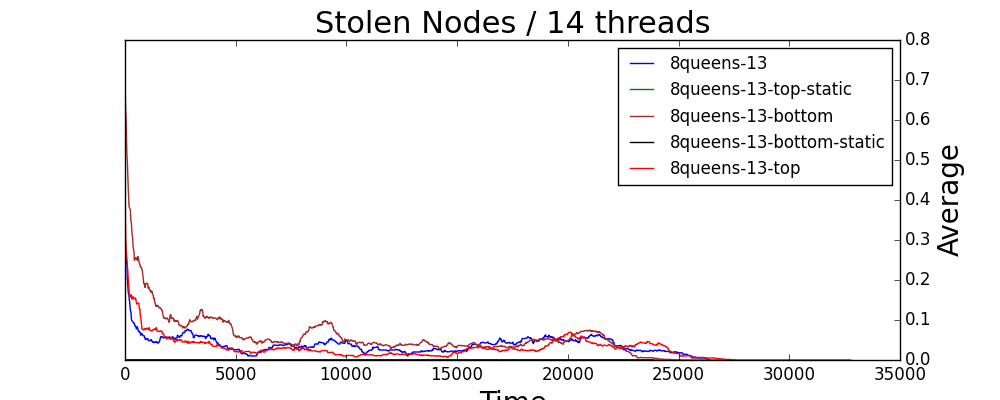 Stolen Nodes / 14 threads
8queens-13
8queens-13-top-static
8queens-13-bottom
8queens-13-bottom-static
8queens-13-top
0.8
0.7
0.6
0.5
0.4
0.3
0.2
0.1
0.0
Average
0 5000 10000 15000 20000 25000 30000 35000
Time